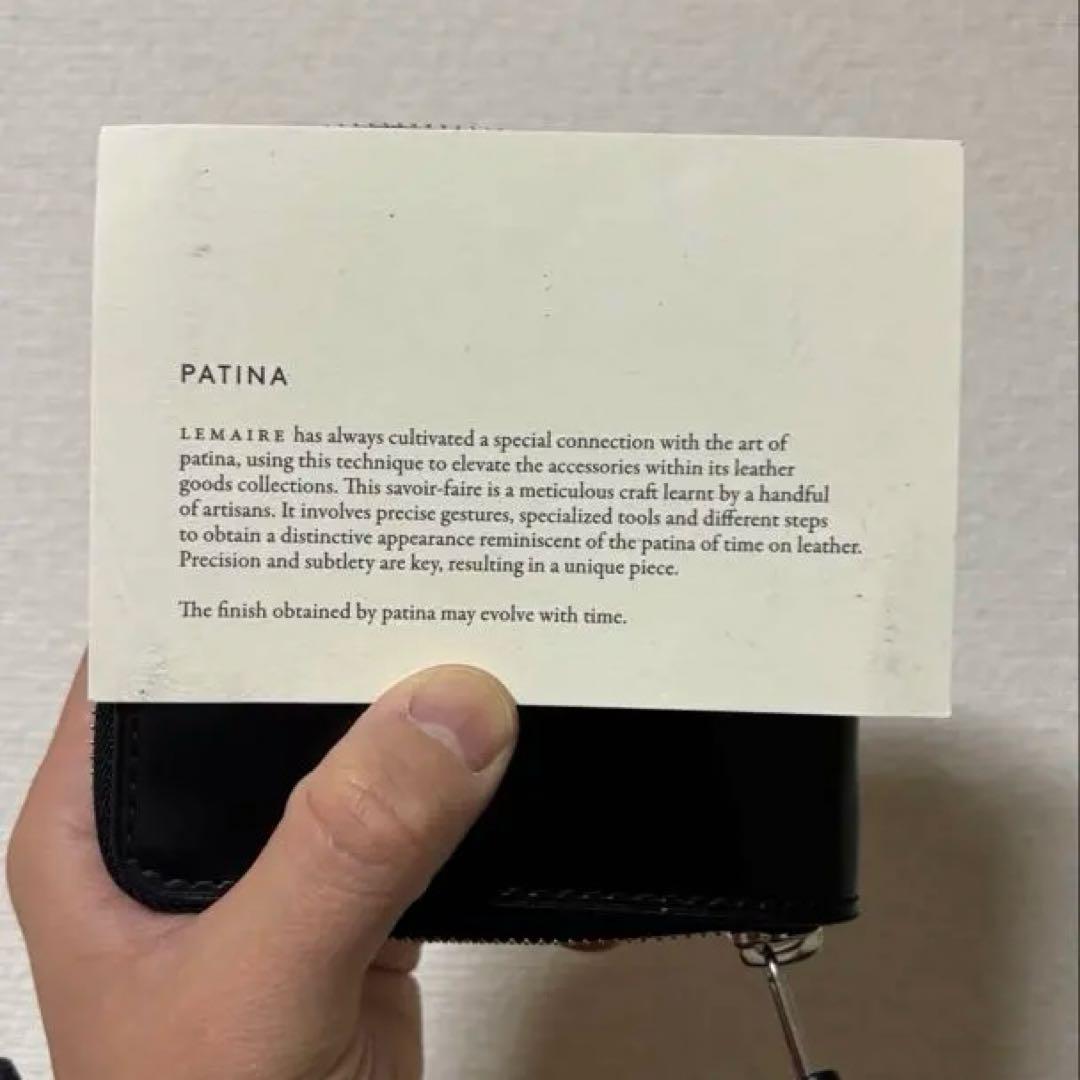 PATINA
LEMAIRE has always cultivated a special connection with the art of
patina, using this technique to elevate the accessories within its leather
goods collections. This savoir-faire is a meticulous craft learnt by a handful
of artisans. It involves precise gestures, specialized tools and different steps
to obtain a distinctive appearance reminiscent of the patina of time on leather.
Precision and subtlety are key, resulting in a unique piece.
The finish obtained by patina may evolve with time.